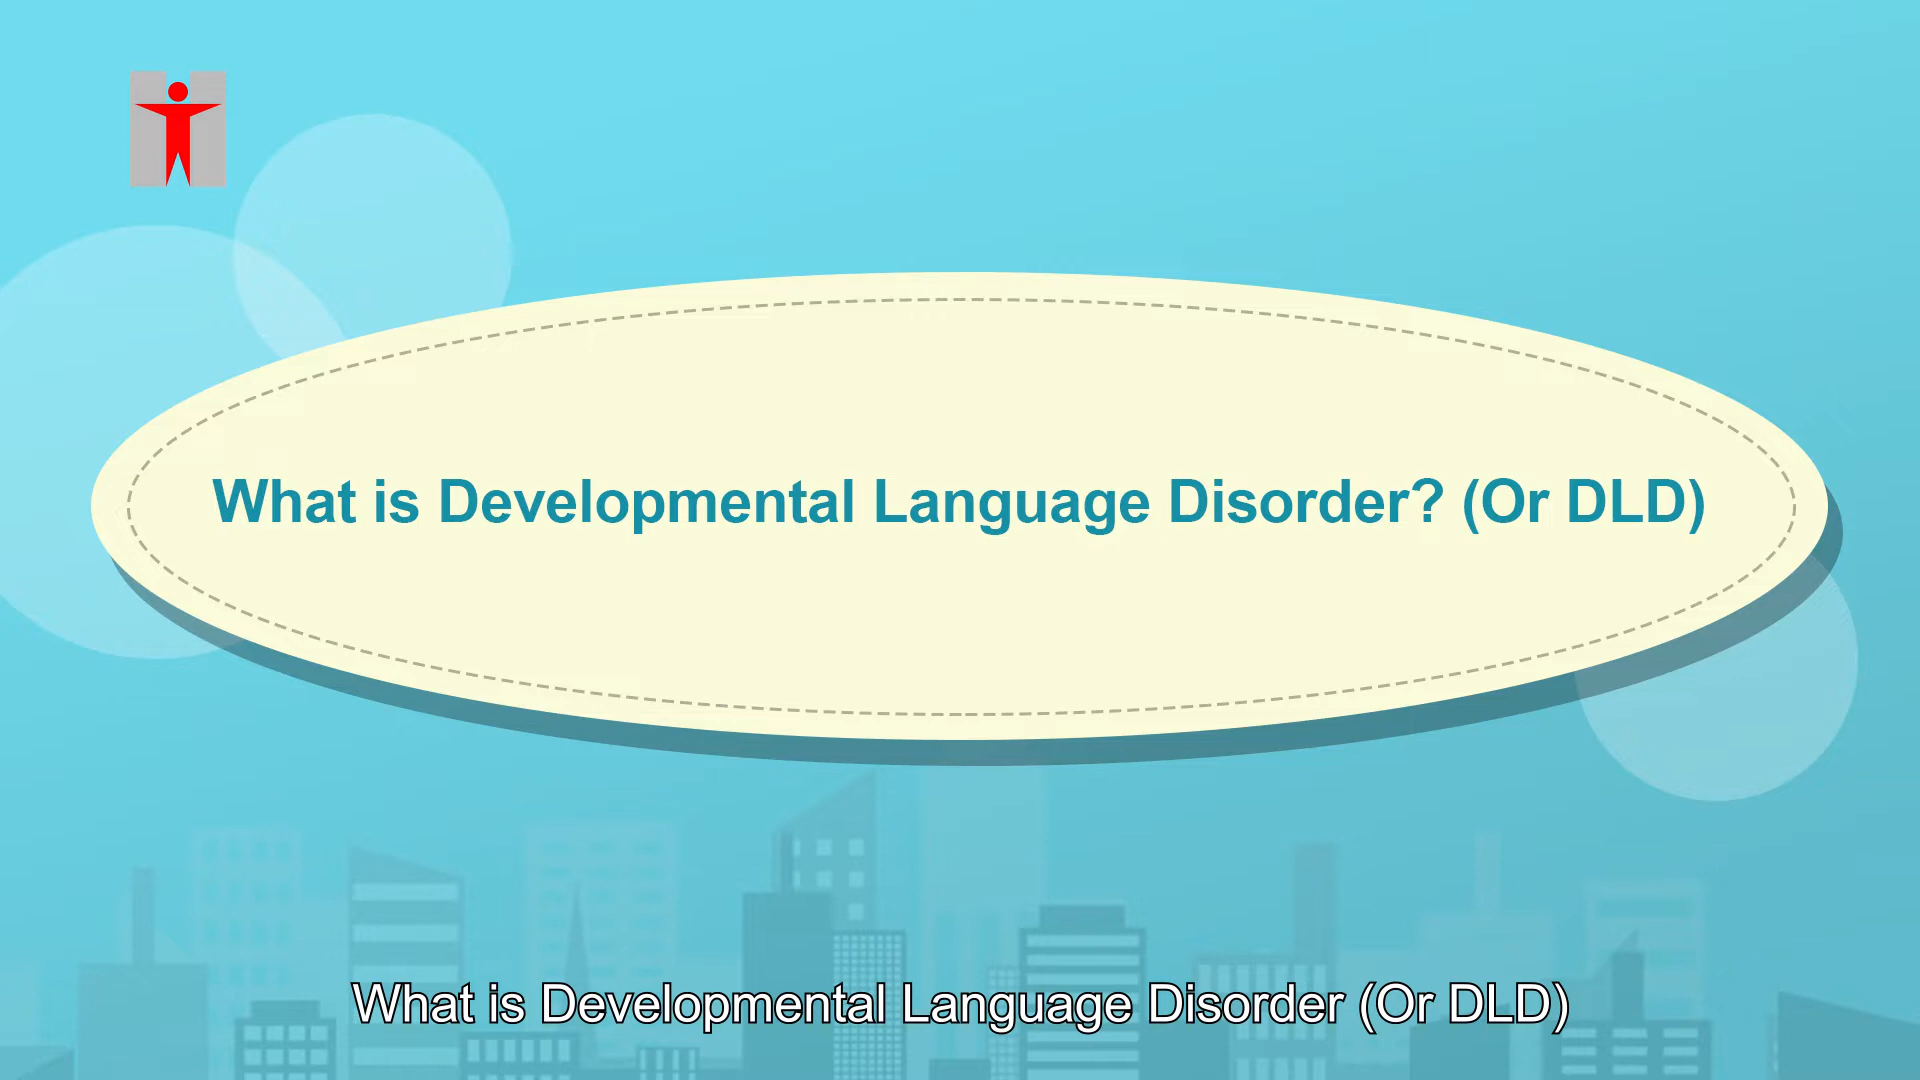 What is Developmental Language Disorder? (Or DLD)
What is Developmental Language Disorder (Or DLD)